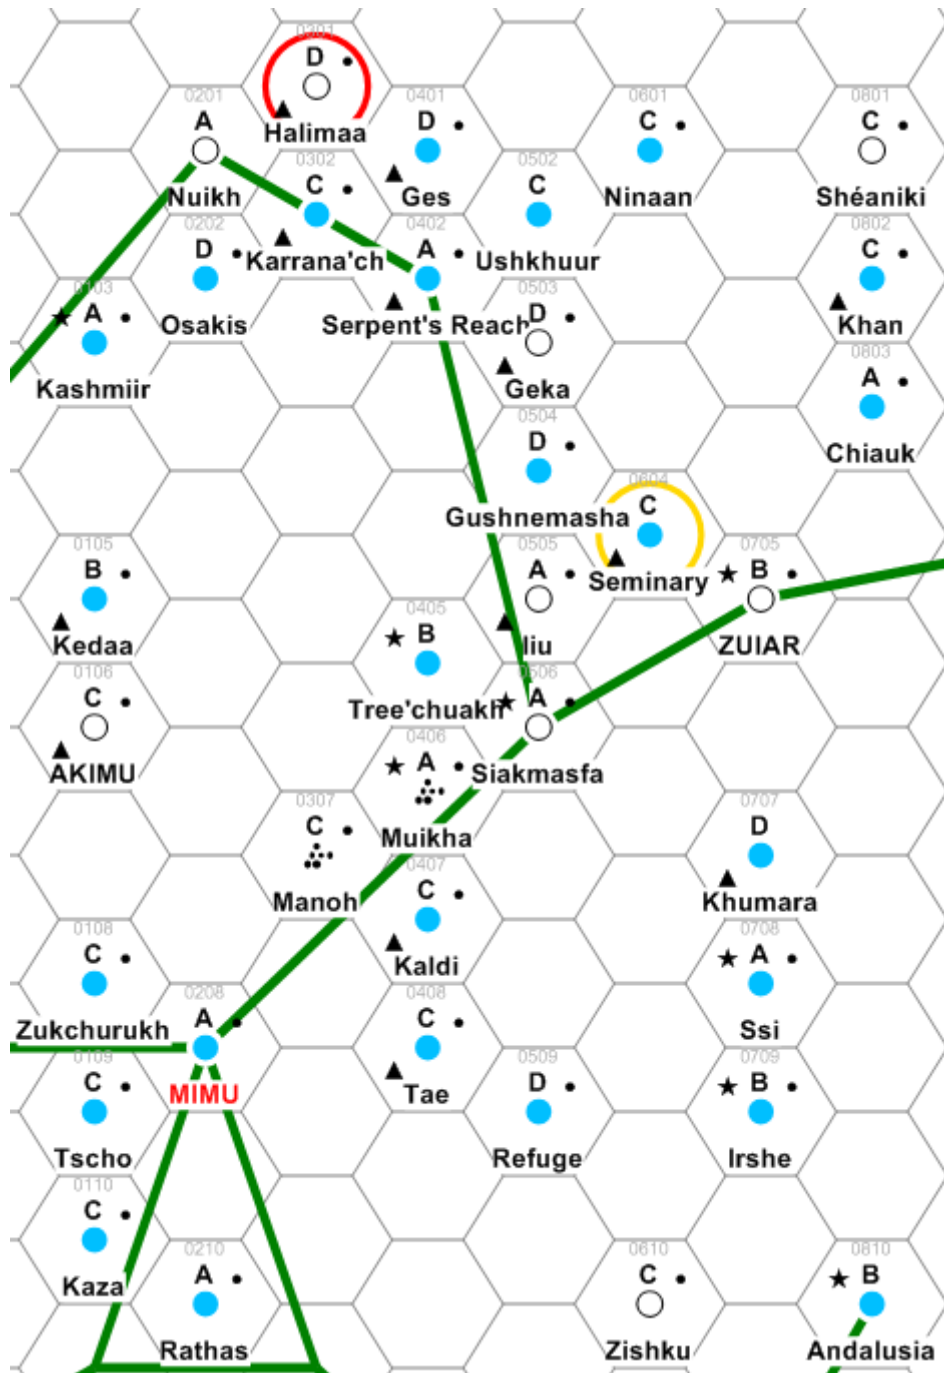 0301
D
Halimaa
0201
A
Nuikh
0401
D
Ges
0601
C
Ninaan
0801
C
Shéaniki
0302
C
Karrana'ch
0502
C
Ushkhuur
0202
D
Osakis
0402
A
Serpent's Reach
0802
C
Khan
0103
A
Kashmiir
0503
D
Geka
0803
A
Chiauk
0504
D
Gushnemasha
0604
C
Seminary
0105
B
Kedaa
0505
A
Iiu
0705
B
ZUIAR
0405
B
Tree'chuakh
0106
C
AKIMU
0506
A
Siakmasfa
0406
A
Muikha
0307
C
Manoh
0707
D
Khumara
0407
C
Kaldi
0108
C
Zukchurukh
0708
A
Ssi
0208
A
MIMU
0408
C
Tae
0109
C
Tscho
0509
D
Refuge
0709
B
Irshe
0110
C
Kaza
0210
A
Rathas
0610
C
Zishku
0810
B
Andalusia